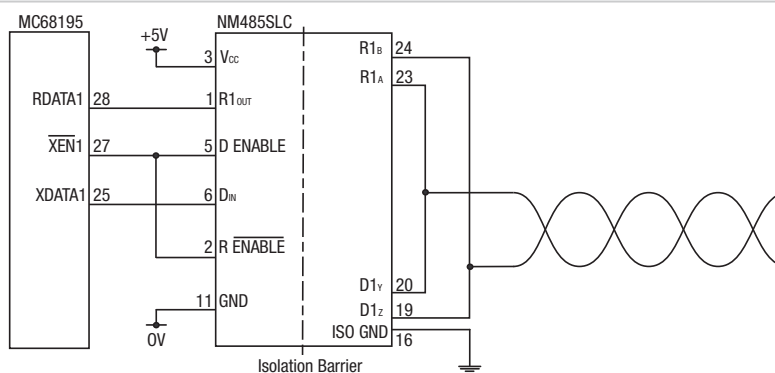 MC68195
NM485SLC
+5V
3 Vcc
R1B 24
R1A 23
RDATA1 28
1 R1OUT
XEN1 27
5 D ENABLE
XDATA1 25
6 DIN
2 R ENABLE
D1Y 20
11 GND
D1Z 19
ISO GND 16
0V
Isolation Barrier